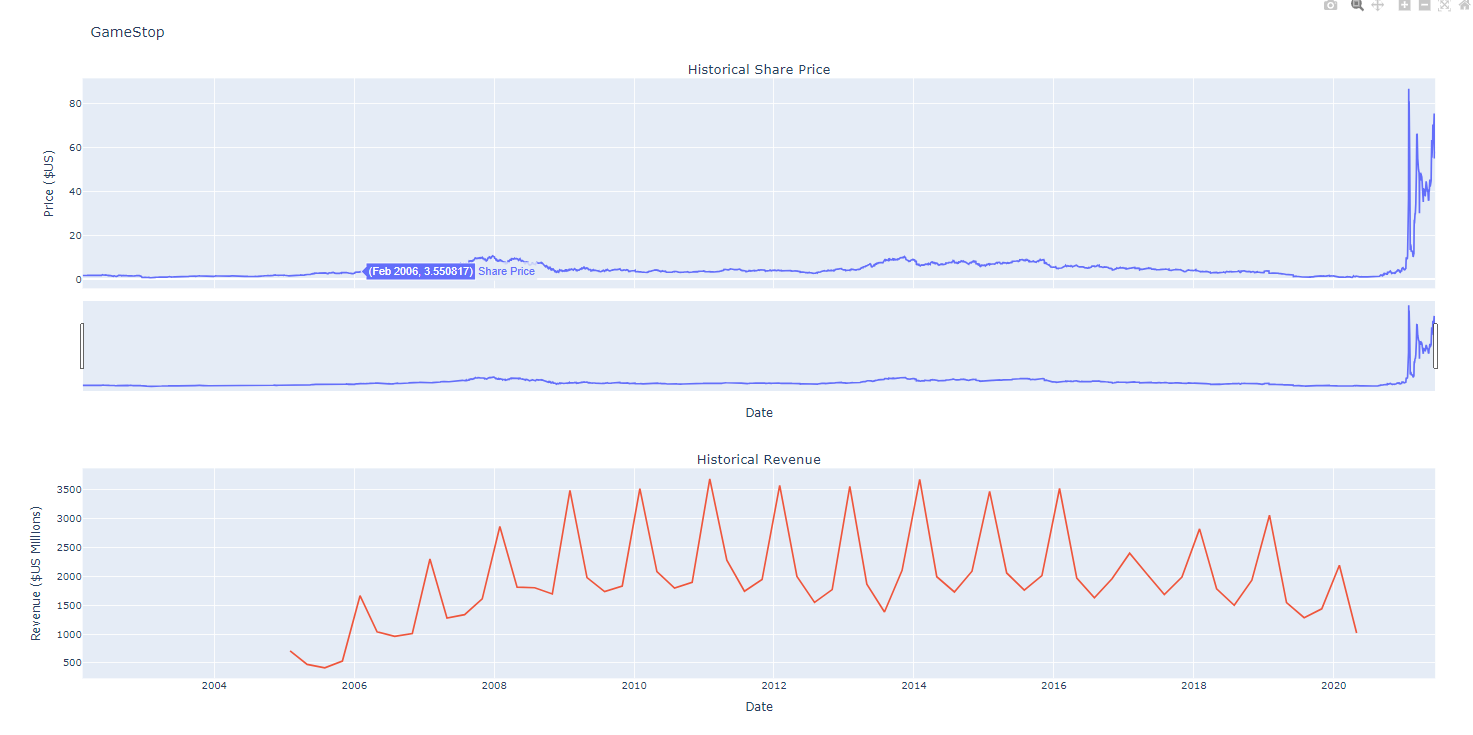 GameStop
Historical Share Price
Price ($US)
80
60
40
20
0
(Feb 2006, 3.550817) Share Price
Date
Historical Revenue
Revenue ($US Millions)
3500
3000
2500
2000
1500
1000
500
2004 2006 2008 2010 2012 2014 2016 2018 2020
Date